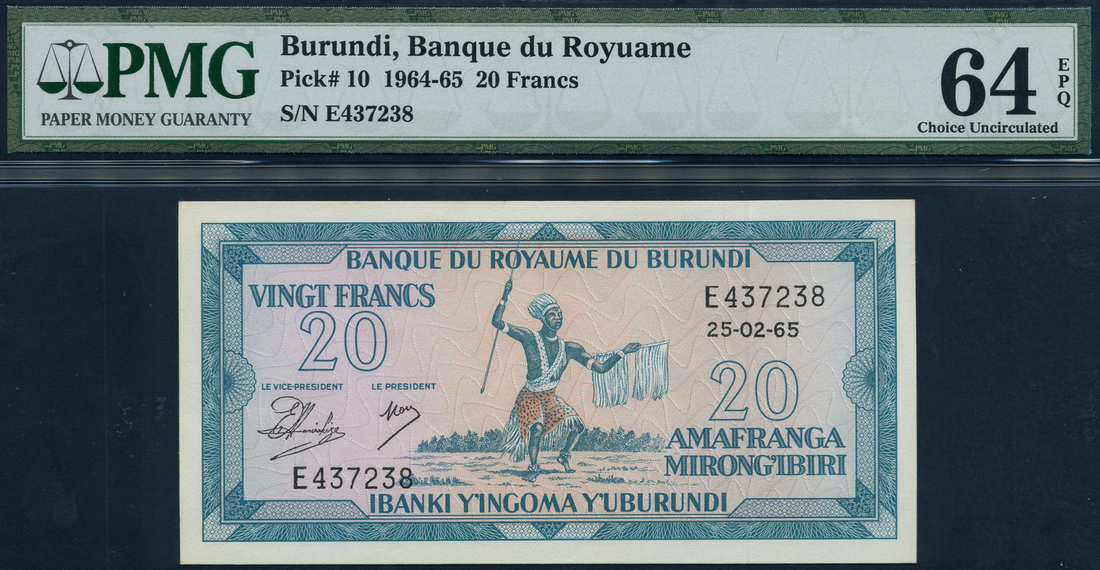 PMG
PAPER MONEY GUARANTY
Burundi, Banque du Royuame
Pick# 10 1964-65 20 Francs
S/N E437238
64
EPQ
Choice Uncirculated
BANQUE DU ROYAUME DU BURUNDI
VINGT FRANCS
20
E437238
25-02-65
LE VICE-PRESIDENT LE PRESIDENT
20
AMAFRANGA
MIRONG'IBIRI
E437238
IBANKI Y'INGOMA Y'UBURUNDI